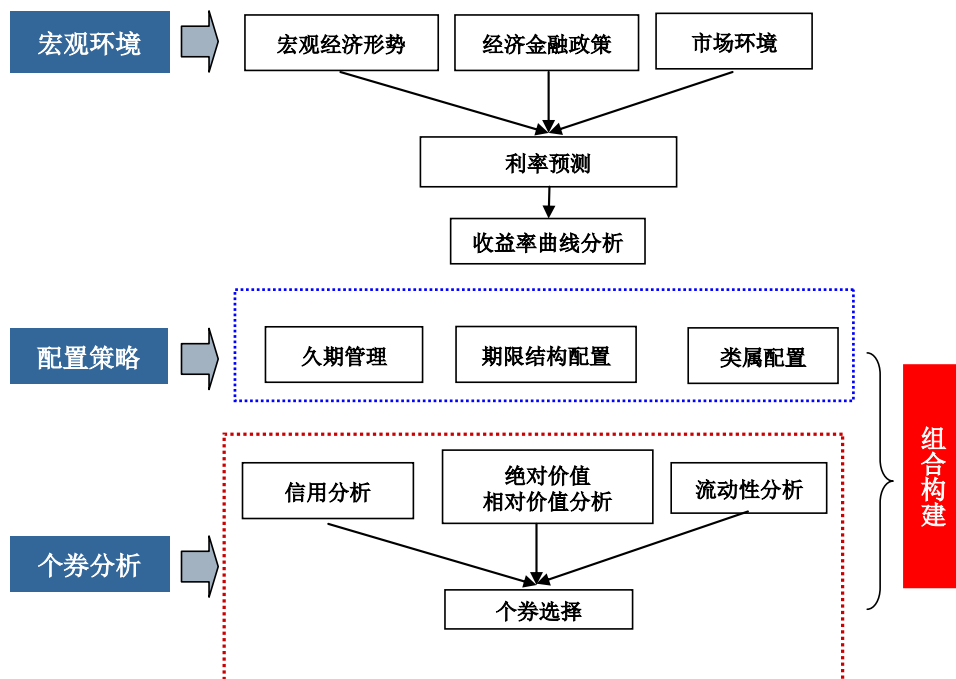 宏观环境
宏观经济形势
经济金融政策
市场环境
利率预测
收益率曲线分析
配置策略
久期管理
期限结构配置
类属配置
个券分析
信用分析
绝对价值
相对价值分析
流动性分析
个券选择
组合构建